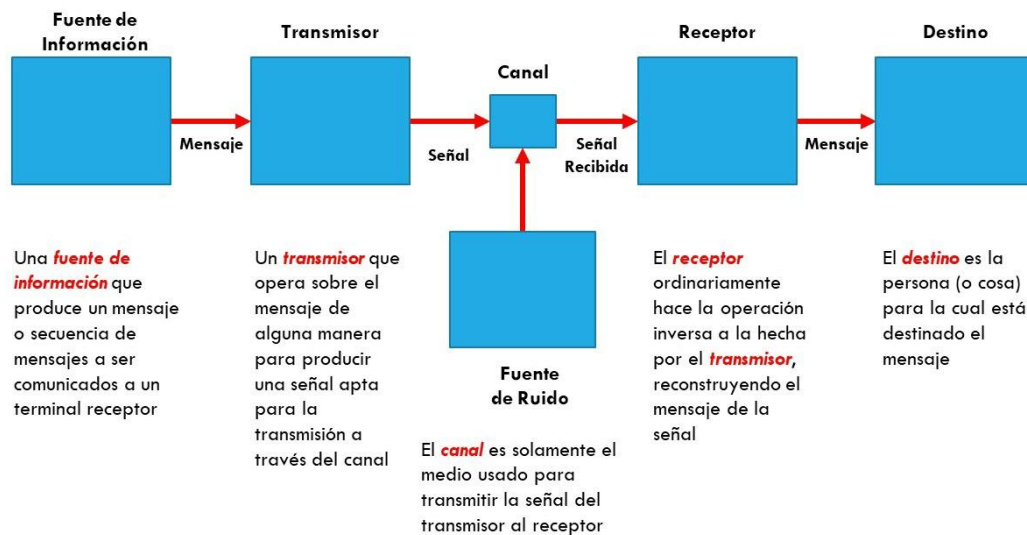 Fuente de
Información
Transmisor
Canal
Receptor
Destino
Mensaje
Señal
Señal
Recibida
Mensaje
Una fuente de
información que
produce un mensaje
o secuencia de
mensajes a ser
comunicados a un
terminal receptor
Un transmisor que
opera sobre el
mensaje de
alguna manera
para producir
una señal apta
para la
transmisión a
través del canal
Fuente
de Ruido
El canal es solamente el
medio usado para
transmitir la señal del
transmisor al receptor
El receptor
ordinariamente
hace la operación
inversa a la hecha
por el transmisor,
reconstruyendo el
mensaje de la
señal
El destino es la
persona (o cosa)
para la cual está
destinado el
mensaje